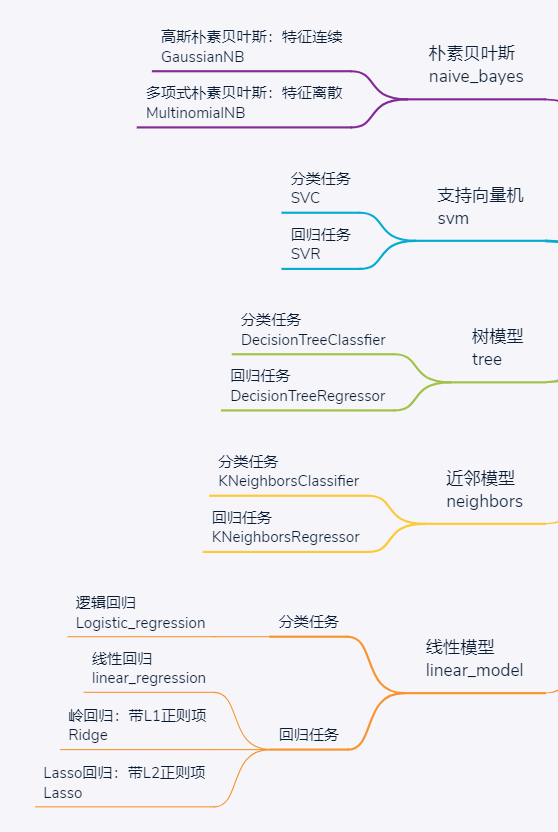 高斯朴素贝叶斯：特征连续
GaussianNB
多项式朴素贝叶斯：特征离散
MultinomialNB
朴素贝叶斯
naive_bayes
分类任务
SVC
回归任务
SVR
支持向量机
svm
分类任务
DecisionTreeClassfier
回归任务
DecisionTreeRegressor
树模型
tree
分类任务
KNeighborsClassifier
回归任务
KNeighborsRegressor
近邻模型
neighbors
逻辑回归
Logistic_regression
分类任务
线性回归
linear_regression
岭回归：带L1正则项
Ridge
Lasso回归：带L2正则项
Lasso
回归任务
线性模型
linear_model